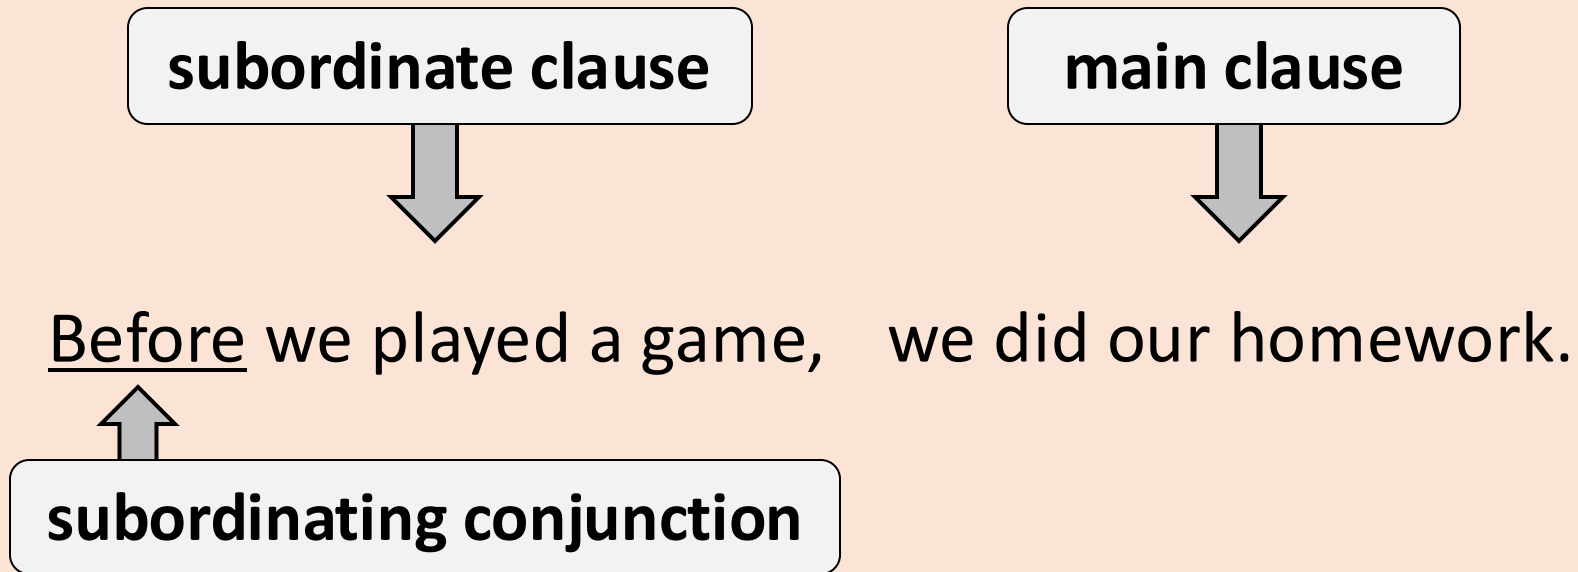 subordinate clause
main clause
Before we played a game, we did our homework.
subordinating conjunction